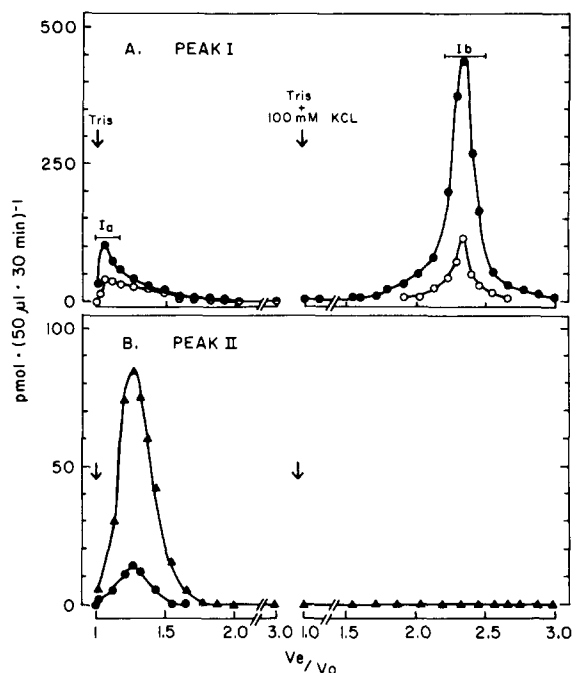 500
250
0
A. PEAK I
Ia
Ib
Tris
Tris
+
100 mM KCL
pmol · (50 µl · 30 min)-1
100
50
0
B. PEAK II
1 1.5 2.0 3.0 1.0 1.5 2.0 2.5 3.0
Ve/Vo